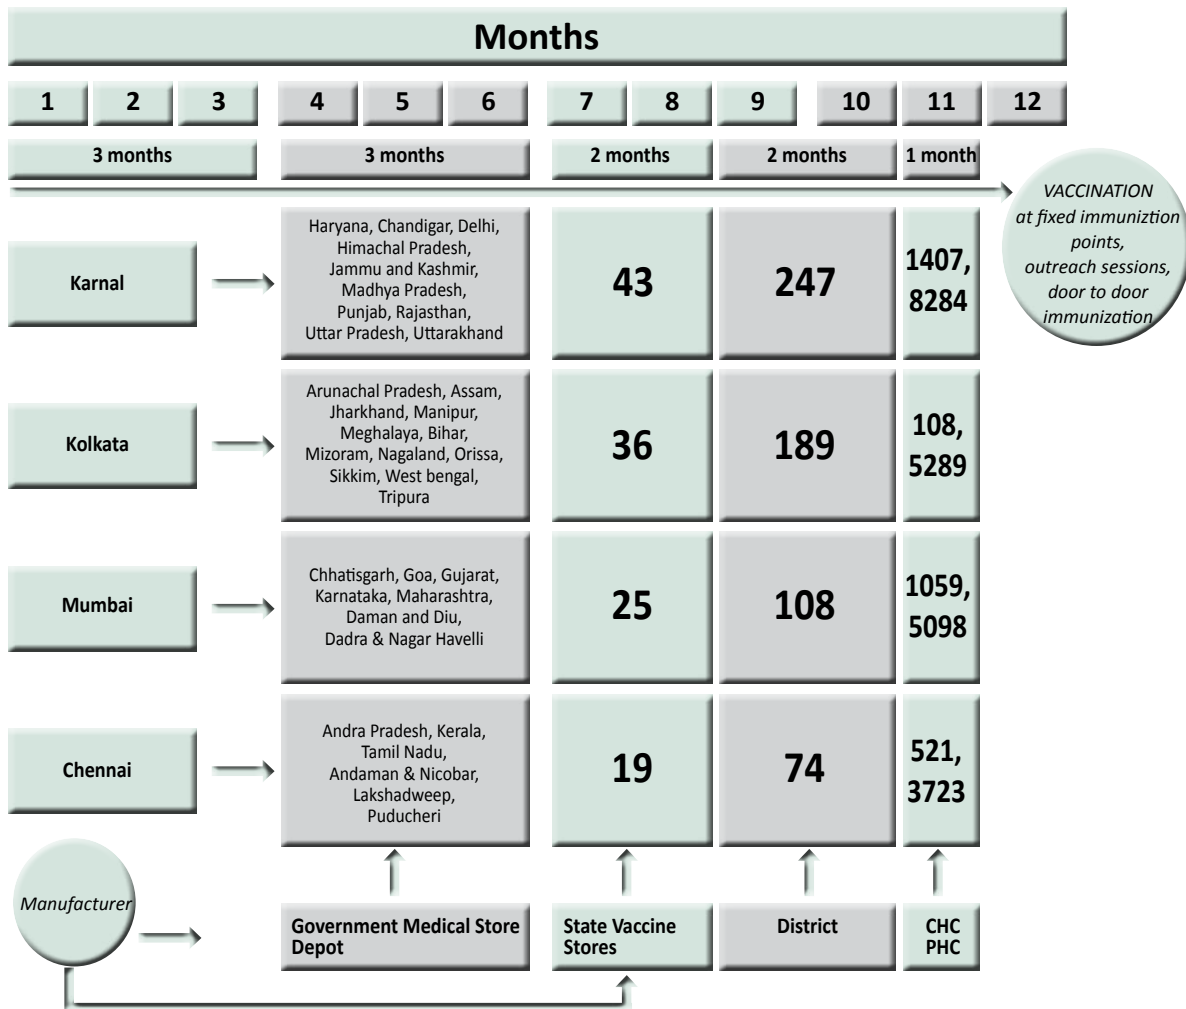 Months
1 2 3 4 5 6 7 8 9 10 11 12
3 months 3 months 2 months 2 months 1 month
VACCINATION
at fixed immuniztion
points,
outreach sessions,
door to door
immunization
Karnal
Haryana, Chandigar, Delhi,
Himachal Pradesh,
Jammu and Kashmir,
Madhya Pradesh,
Punjab, Rajasthan,
Uttar Pradesh, Uttarakhand
43
247
1407,
8284
Kolkata
Arunachal Pradesh, Assam,
Jharkhand, Manipur,
Meghalaya, Bihar,
Mizoram, Nagaland, Orissa,
Sikkim, West bengal,
Tripura
36
189
108,
5289
Mumbai
Chhatisgarh, Goa, Gujarat,
Karnataka, Maharashtra,
Daman and Diu,
Dadra & Nagar Havelli
25
108
1059,
5098
Chennai
Andra Pradesh, Kerala,
Tamil Nadu,
Andaman & Nicobar,
Lakshadweep,
Puducheri
19
74
521,
3723
Manufacturer
Government Medical Store
Depot
State Vaccine
Stores
District
CHC
PHC